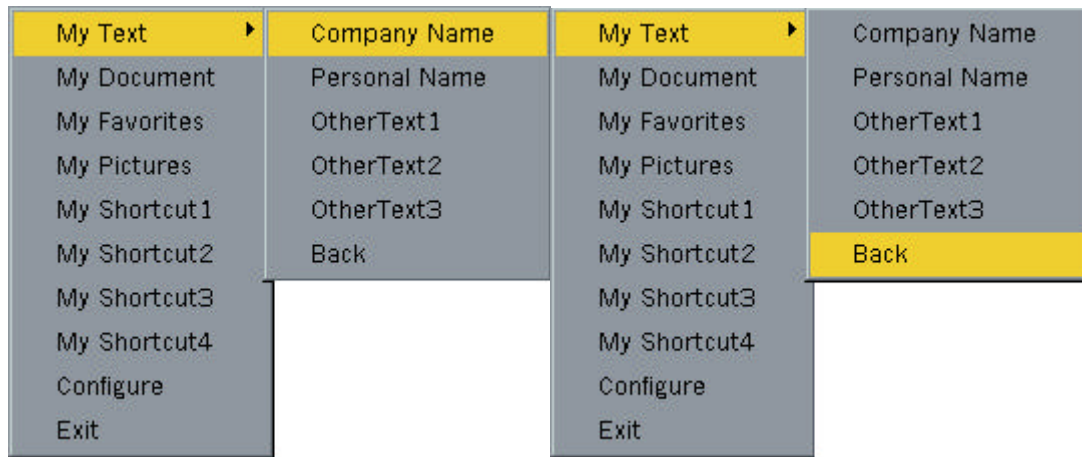 My Text
My Document
My Favorites
My Pictures
My Shortcut1
My Shortcut2
My Shortcut3
My Shortcut4
Configure
Exit
Company Name
Personal Name
OtherText1
OtherText2
OtherText3
Back
My Text
My Document
My Favorites
My Pictures
My Shortcut1
My Shortcut2
My Shortcut3
My Shortcut4
Configure
Exit
Company Name
Personal Name
OtherText1
OtherText2
OtherText3
Back